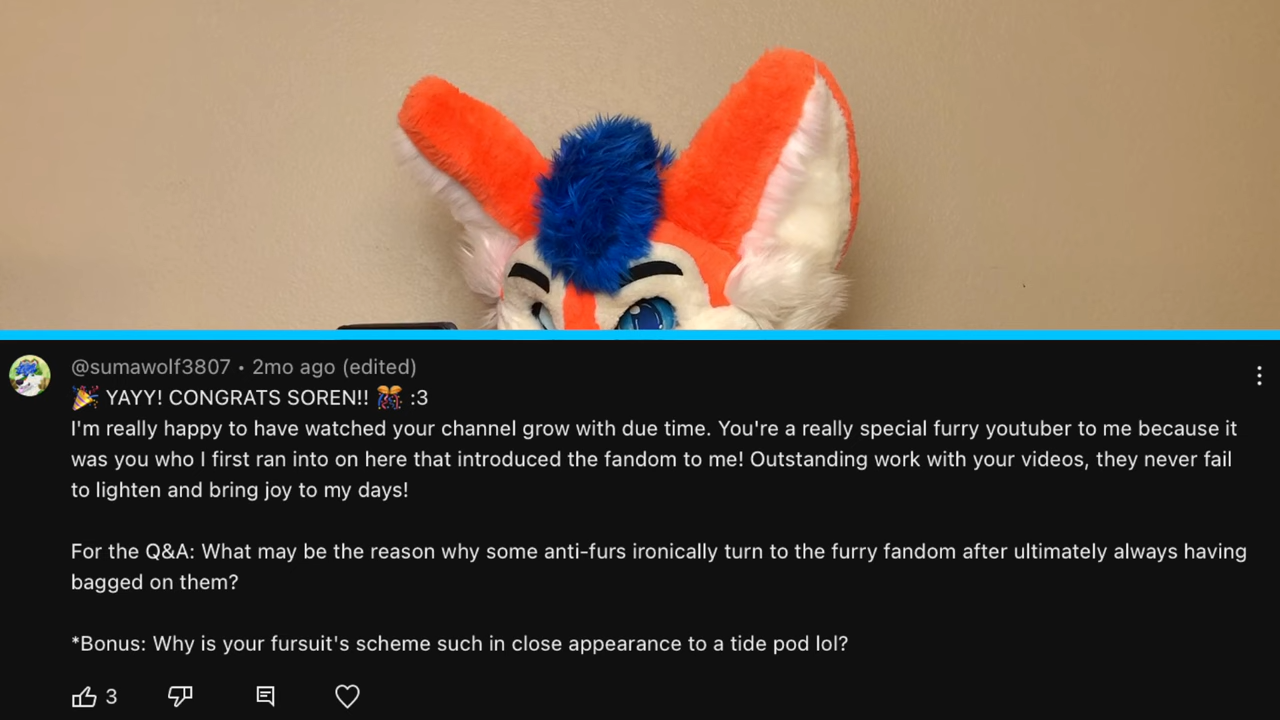 @sumawolf3807 • 2mo ago (edited)
🎉 YAYY! CONGRATS SOREN!! 🎊 :3
I'm really happy to have watched your channel grow with due time. You're a really special furry youtuber to me because it
was you who I first ran into on here that introduced the fandom to me! Outstanding work with your videos, they never fail
to lighten and bring joy to my days!
For the Q&A: What may be the reason why some anti-furs ironically turn to the furry fandom after ultimately always having
bagged on them?
*Bonus: Why is your fursuit's scheme such in close appearance to a tide pod lol?
3